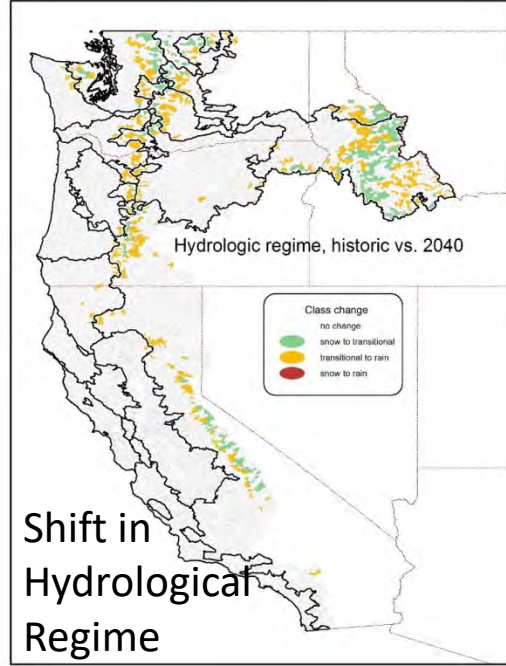 Hydrologic regime, historic vs. 2040
Class change
no change
snow to transitional
transitional to rain
snow to rain
Shift in
Hydrological
Regime